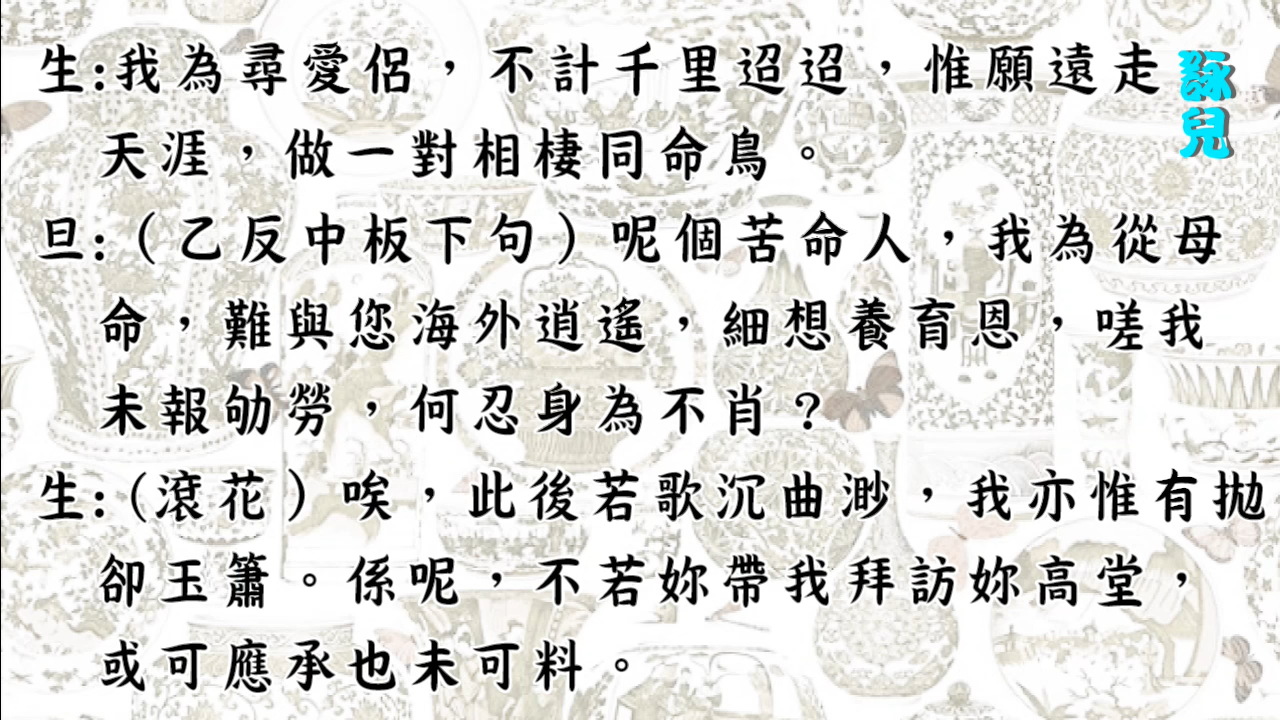 生:我為尋愛侶，不計千里迢迢，惟願遠走
天涯，做一對相棲同命鳥。
旦:（乙反中板下句）呢個苦命人，我為從母
命，難與您海外逍遙，細想養育恩，嗟我
未報劬勞，何忍身為不肖？
生:（滾花）唉，此後若歌沉曲渺，我亦惟有拋
卻玉簫。係呢，不若妳帶我拜訪妳高堂，
或可應承也未可料。
兒